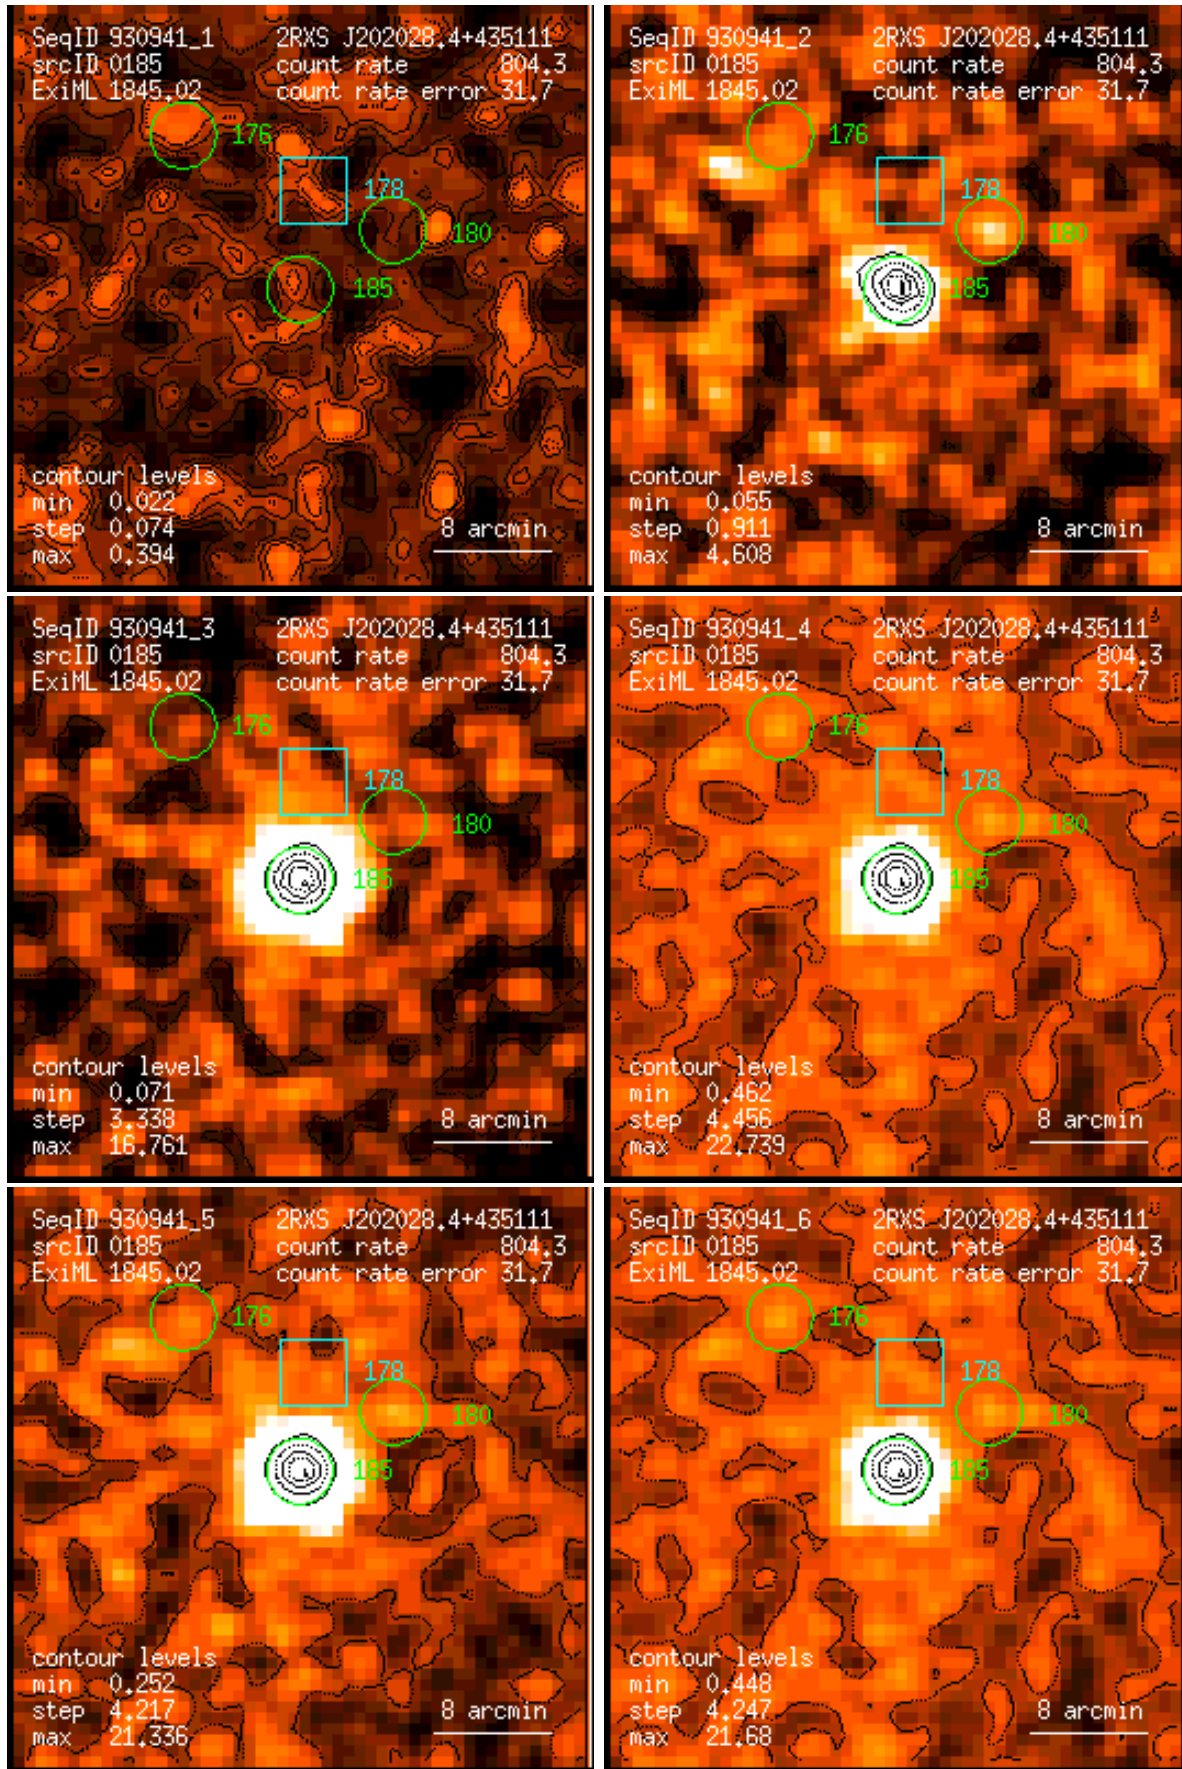 SeqID 930941_1 2RXS J202028.4+435111
srcID 0185 count rate 804.3
ExiML 1845.02 count rate error 31.7
176
178
180
185
contour levels
min 0.022
step 0.074 8 arcmin
max 0.394
SeqID 930941_2 2RXS J202028.4+435111
srcID 0185 count rate 804.3
ExiML 1845.02 count rate error 31.7
176
178
180
185
contour levels
min 0.055
step 0.911 8 arcmin
max 4.608
SeqID 930941_3 2RXS J202028.4+435111
srcID 0185 count rate 804.3
ExiML 1845.02 count rate error 31.7
176
178
180
185
contour levels
min 0.071
step 3.338 8 arcmin
max 16.761
SeqID 930941_4 2RXS J202028.4+435111
srcID 0185 count rate 804.3
ExiML 1845.02 count rate error 31.7
176
178
180
185
contour levels
min 0.462
step 4.456 8 arcmin
max 22.739
SeqID 930941_5 2RXS J202028.4+435111
srcID 0185 count rate 804.3
ExiML 1845.02 count rate error 31.7
176
178
180
185
contour levels
min 0.252
step 4.217 8 arcmin
max 21.336
SeqID 930941_6 2RXS J202028.4+435111
srcID 0185 count rate 804.3
ExiML 1845.02 count rate error 31.7
176
178
180
185
contour levels
min 0.448
step 4.247 8 arcmin
max 21.68